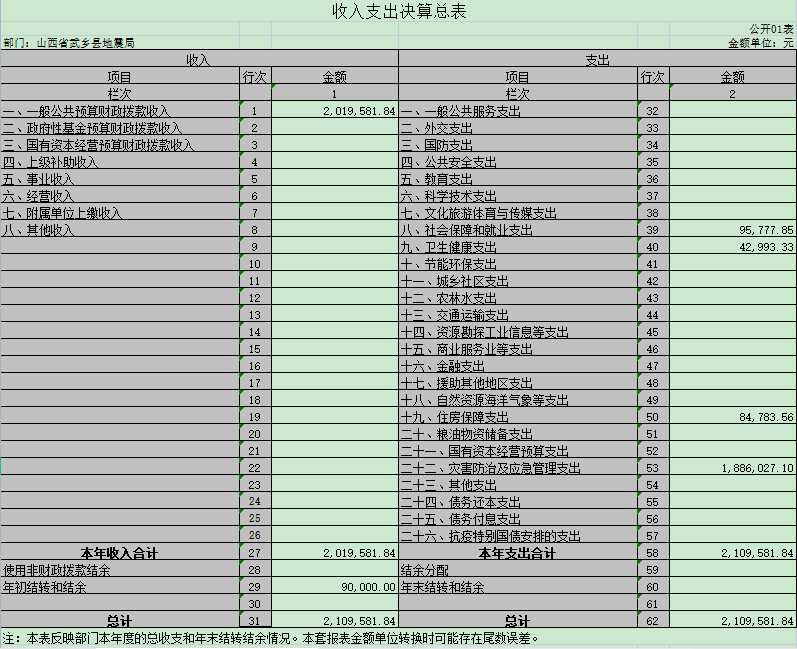 收入支出决算总表
公开01表
部门：山西省武乡县地震局 金额单位：元
收入 支出
项目 行次 金额 项目 行次 金额
栏次 1 栏次 2
一、一般公共预算财政拨款收入 1 2,019,581.84 一、一般公共服务支出 32
二、政府性基金预算财政拨款收入 2 二、外交支出 33
三、国有资本经营预算财政拨款收入 3 三、国防支出 34
四、上级补助收入 4 四、公共安全支出 35
五、事业收入 5 五、教育支出 36
六、经营收入 6 六、科学技术支出 37
七、附属单位上缴收入 7 七、文化旅游体育与传媒支出 38
八、其他收入 8 八、社会保障和就业支出 39 95,777.85
9 九、卫生健康支出 40 42,993.33
10 十、节能环保支出 41
11 十一、城乡社区支出 42
12 十二、农林水支出 43
13 十三、交通运输支出 44
14 十四、资源勘探工业信息等支出 45
15 十五、商业服务业等支出 46
16 十六、金融支出 47
17 十七、援助其他地区支出 48
18 十八、自然资源海洋气象等支出 49
19 十九、住房保障支出 50 84,783.56
20 二十、粮油物资储备支出 51
21 二十一、国有资本经营预算支出 52
22 二十二、灾害防治及应急管理支出 53 1,886,027.10
23 二十三、其他支出 54
24 二十四、债务还本支出 55
25 二十五、债务付息支出 56
26 二十六、抗疫特别国债安排的支出 57
本年收入合计 27 2,019,581.84 本年支出合计 58 2,109,581.84
使用非财政拨款结余 28 结余分配 59
年初结转和结余 29 90,000.00 年末结转和结余 60
30 61
总计 31 2,109,581.84 总计 62 2,109,581.84
注：本表反映部门本年度的总收支和年末结转结余情况。本套报表金额单位转换时可能存在尾数误差。